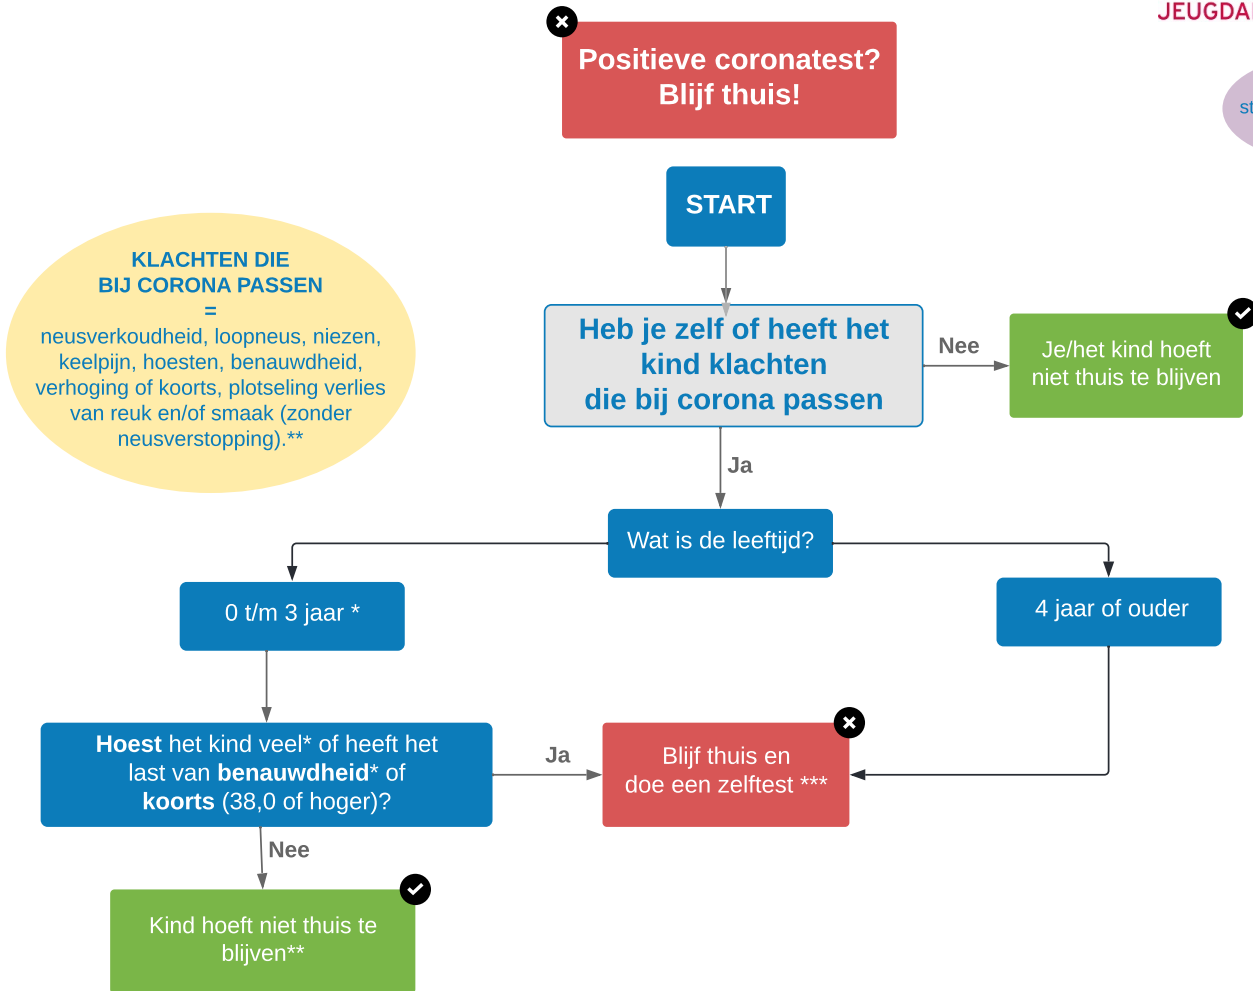 JEUGDA
Positieve coronatest?
Blijf thuis!
st
START
KLACHTEN DIE
BIJ CORONA PASSEN
=
neusverkoudheid, loopneus, niezen,
keelpijn, hoesten, benauwdheid,
verhoging of koorts, plotseling verlies
van reuk en/of smaak (zonder
neusverstopping).**
Heb je zelf of heeft het
kind klachten
die bij corona passen
Nee
Je/het kind hoeft
niet thuis te blijven
Ja
Wat is de leeftijd?
0 t/m 3 jaar *
4 jaar of ouder
Hoest het kind veel* of heeft het
last van benauwdheid* of
koorts (38,0 of hoger)?
Ja
Blijf thuis en
doe een zelftest ***
Nee
Kind hoeft niet thuis te
blijven**